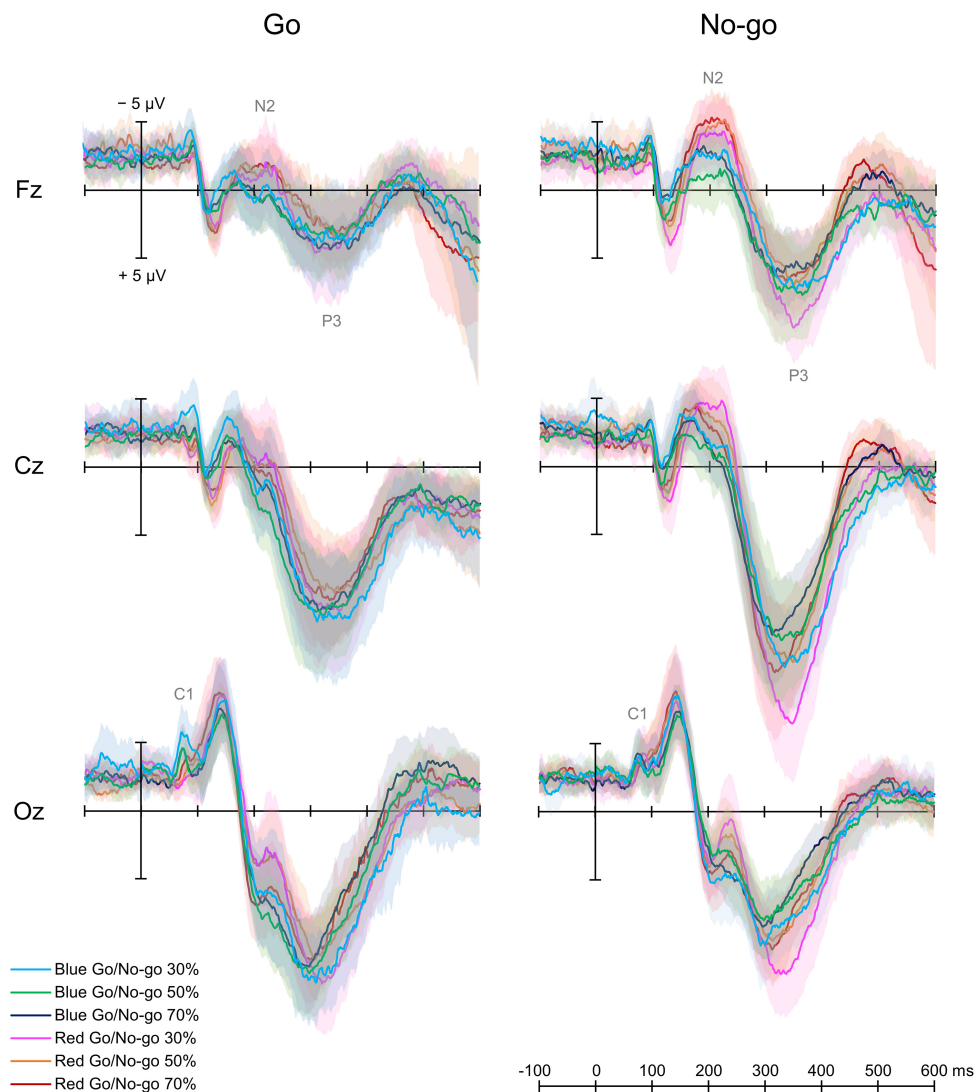 Go
No-go
− 5 µV
N2
N2
Fz
+ 5 µV
P3
P3
Cz
C1
C1
Oz
Blue Go/No-go 30%
Blue Go/No-go 50%
Blue Go/No-go 70%
Red Go/No-go 30%
Red Go/No-go 50%
Red Go/No-go 70%
-100 0 100 200 300 400 500 600 ms